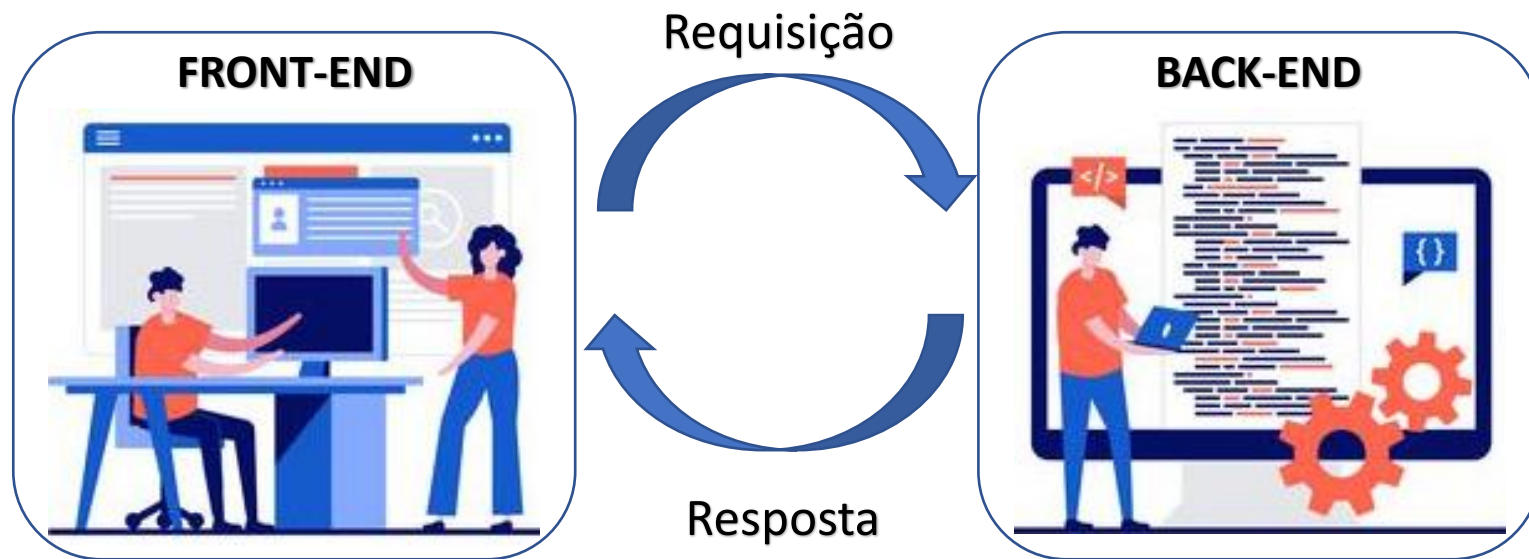 Requisição
FRONT-END
BACK-END
</>
{}
Resposta